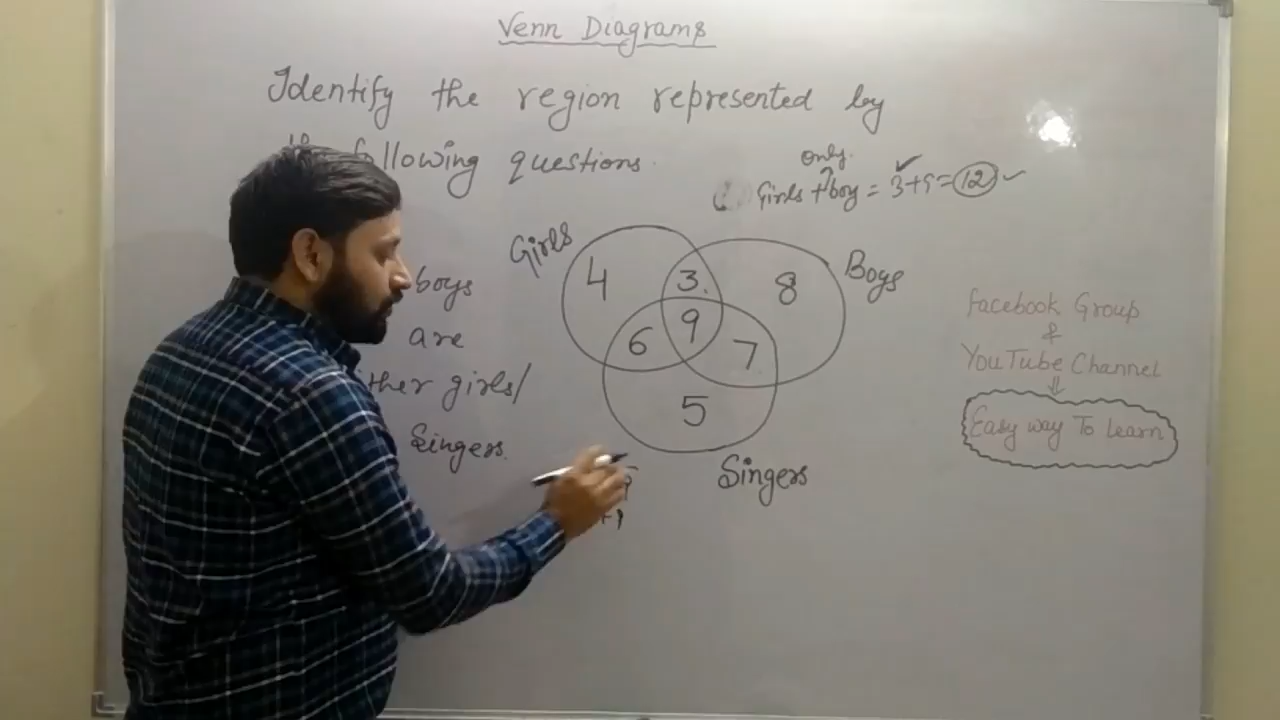 Venn Diagrams
Identify the region represented by
following questions.
only.
Girls + boy = 3+9=12
Girls
Boys
4
3.
8
9
6
7
5
Singers
boys
are
ther girls/
Singers.
Facebook Group
&
YouTube Channel
⇓
Easy way To Learn